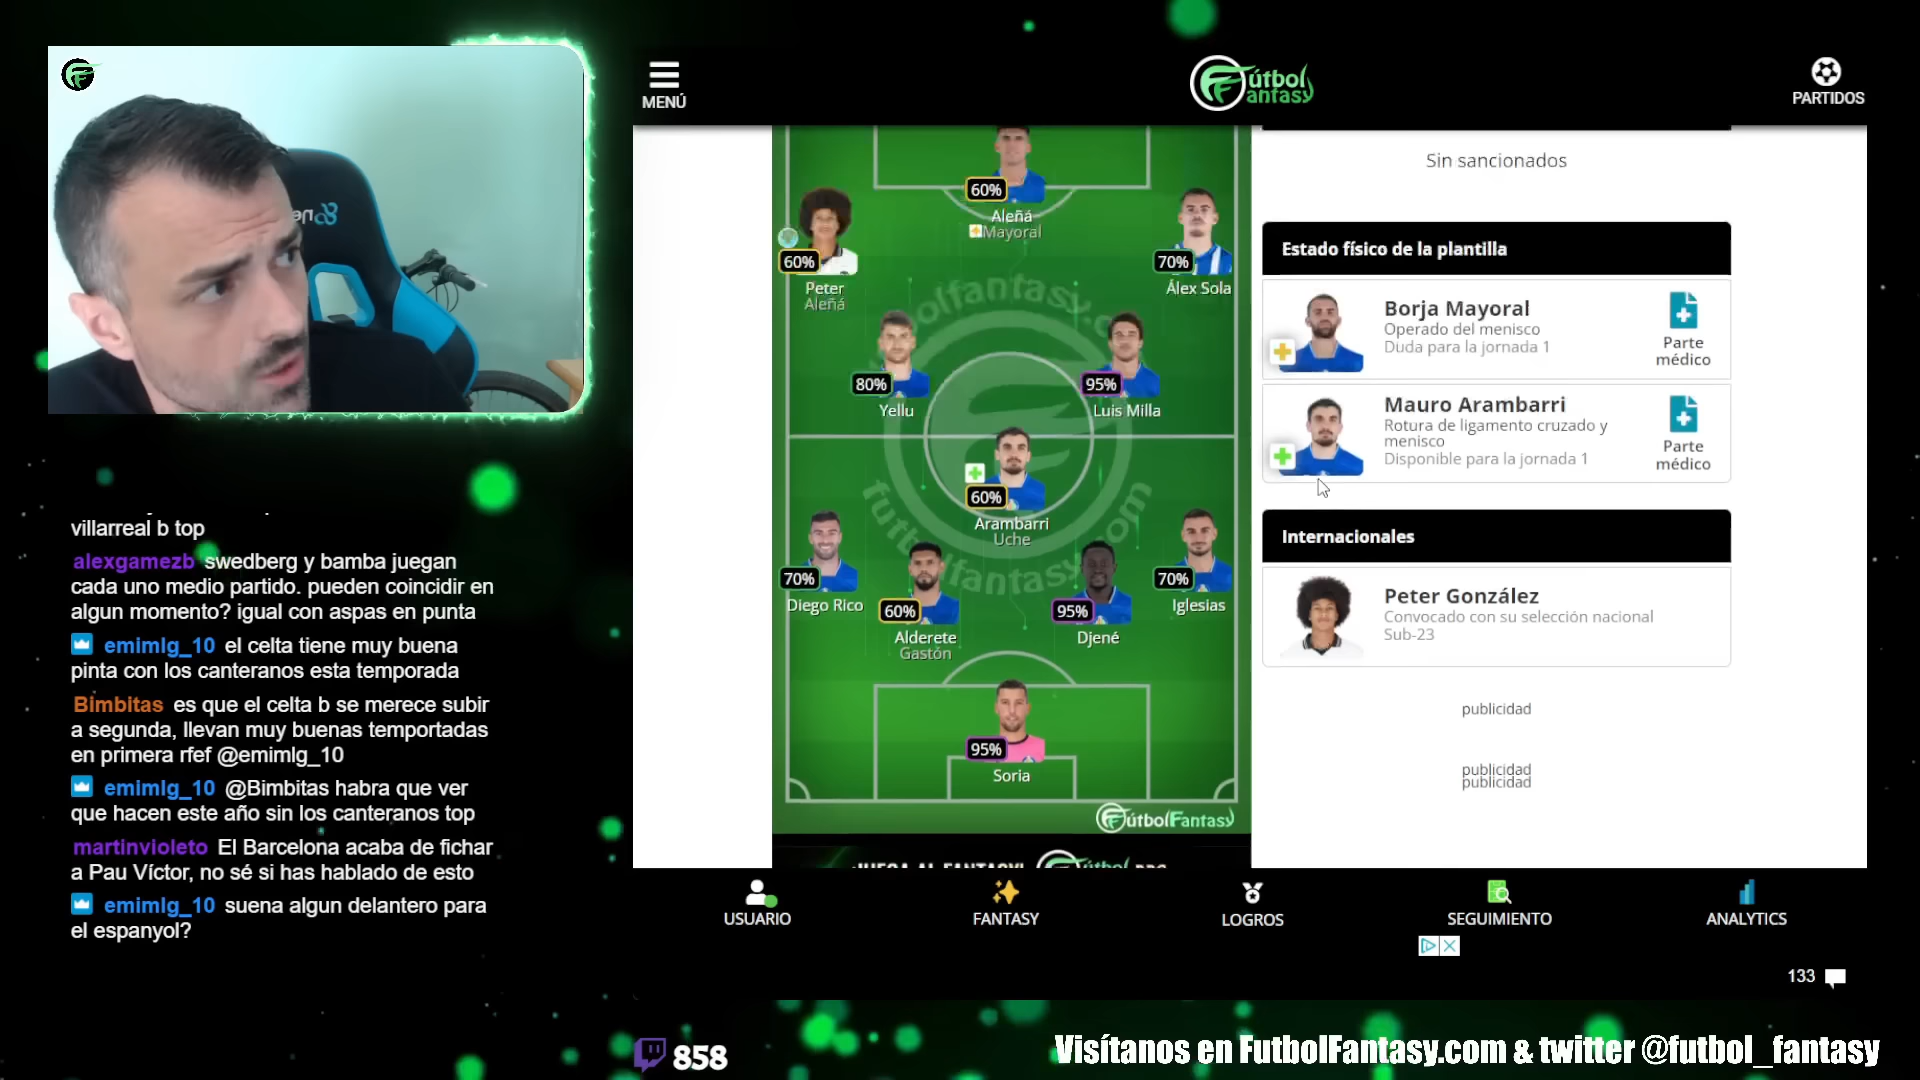 villarreal b top
alexgamezb swedberg y bamba juegan
cada uno medio partido. pueden coincidir en
algun momento? igual con aspas en punta
emimlg_10 el celta tiene muy buena
pinta con los canteranos esta temporada
Bimbitas es que el celta b se merece subir
a segunda, llevan muy buenas temportadas
en primera rfef @emimlg_10
emimlg_10 @Bimbitas habra que ver
que hacen este año sin los canteranos top
martinvioleto El Barcelona acaba de fichar
a Pau Víctor, no sé si has hablado de esto
emimlg_10 suena algun delantero para
el espanyol?
MENÚ
Fútbol
Fantasy
PARTIDOS
60%
Aleñá
Mayoral
60%
Peter
Aleñá
70%
Álex Sola
80%
Yellu
95%
Luis Milla
60%
Arambarri
Uche
70%
Diego Rico
60%
Alderete
Gastón
95%
Djené
70%
Iglesias
95%
Soria
futbolfantasy.com
FútbolFantasy
Sin sancionados
Estado físico de la plantilla
Borja Mayoral
Operado del menisco
Duda para la jornada 1
Parte
médico
Mauro Arambarri
Rotura de ligamento cruzado y
menisco
Disponible para la jornada 1
Parte
médico
Internacionales
Peter González
Convocado con su selección nacional
Sub-23
publicidad
publicidad
publicidad
USUARIO
FANTASY
LOGROS
SEGUIMIENTO
ANALYTICS
133
858
Visítanos en FutbolFantasy.com & twitter @futbol_fantasy